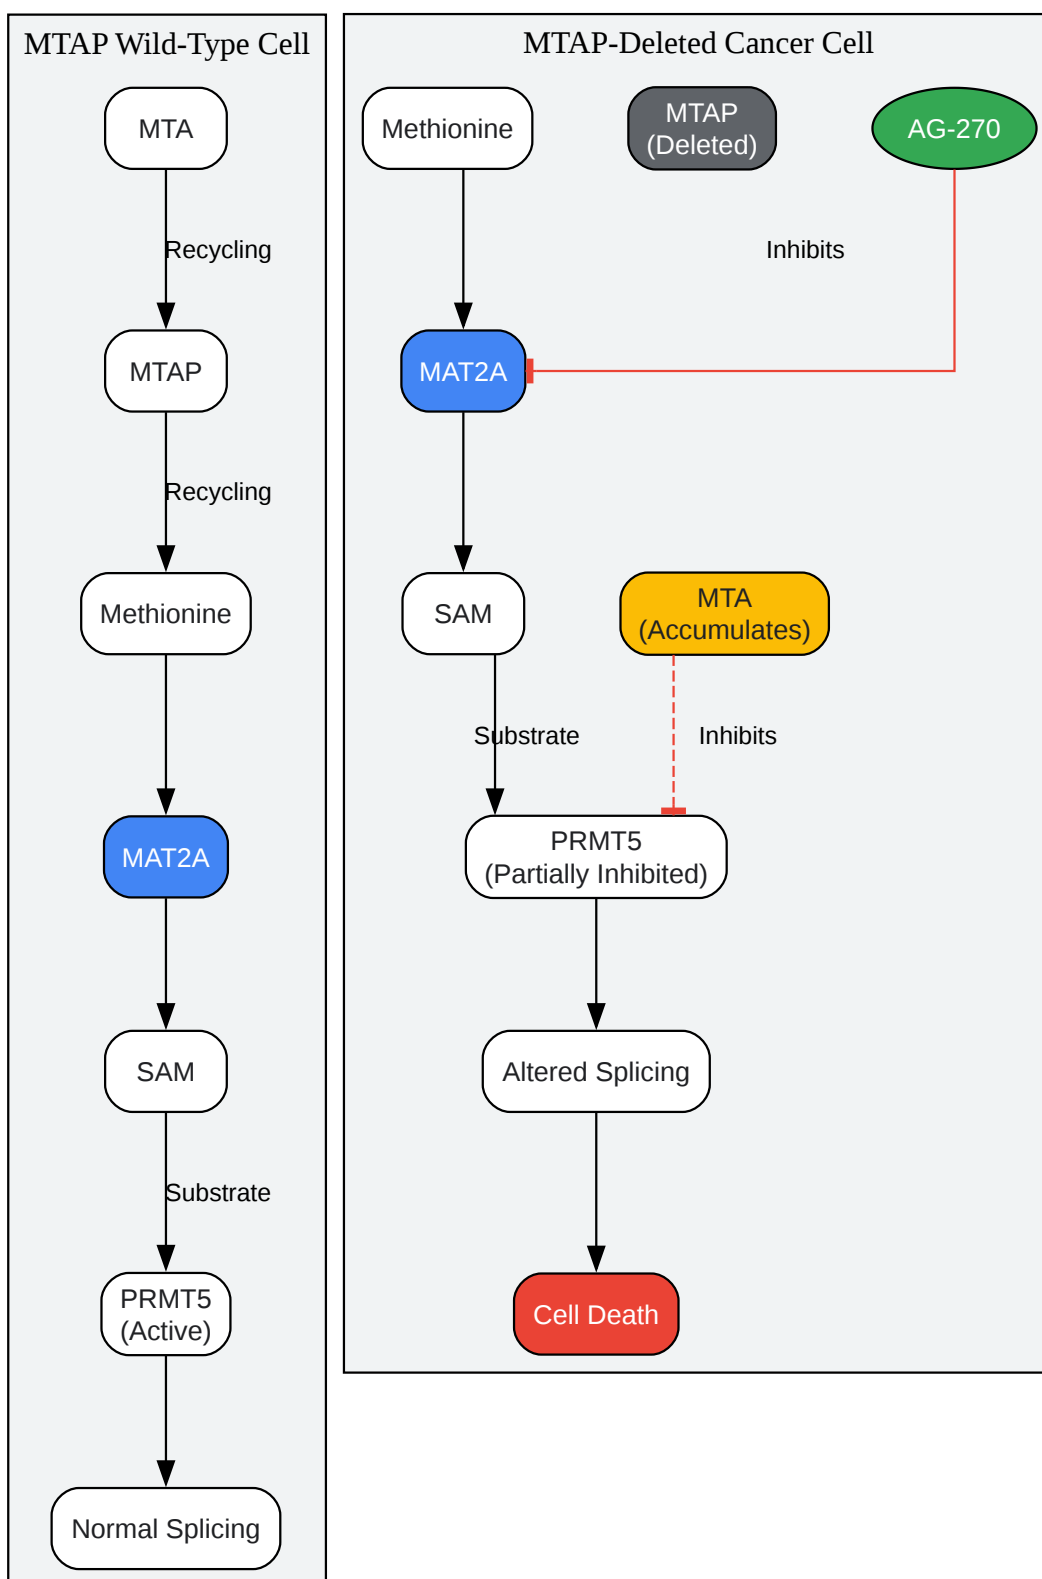 MTAP Wild-Type Cell
MTA
Recycling
MTAP
Recycling
Methionine
MAT2A
SAM
Substrate
PRMT5
(Active)
Normal Splicing
MTAP-Deleted Cancer Cell
Methionine
MTAP
(Deleted)
AG-270
Inhibits
MAT2A
SAM
MTA
(Accumulates)
Substrate
Inhibits
PRMT5
(Partially Inhibited)
Altered Splicing
Cell Death